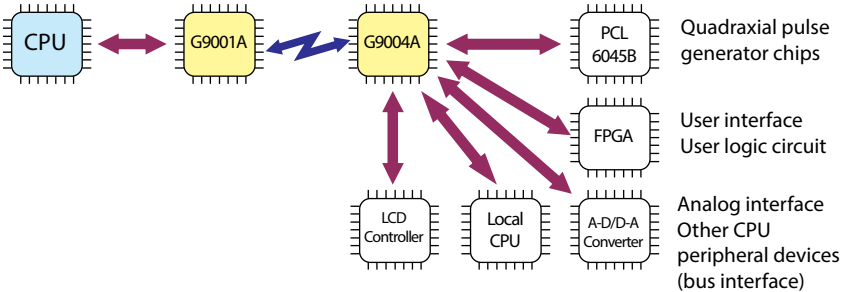 CPU
G9001A
G9004A
PCL
6045B
Quadraxial pulse
generator chips
FPGA
User interface
User logic circuit
LCD
Controller
Local
CPU
A-D/D-A
Converter
Analog interface
Other CPU
peripheral devices
(bus interface)